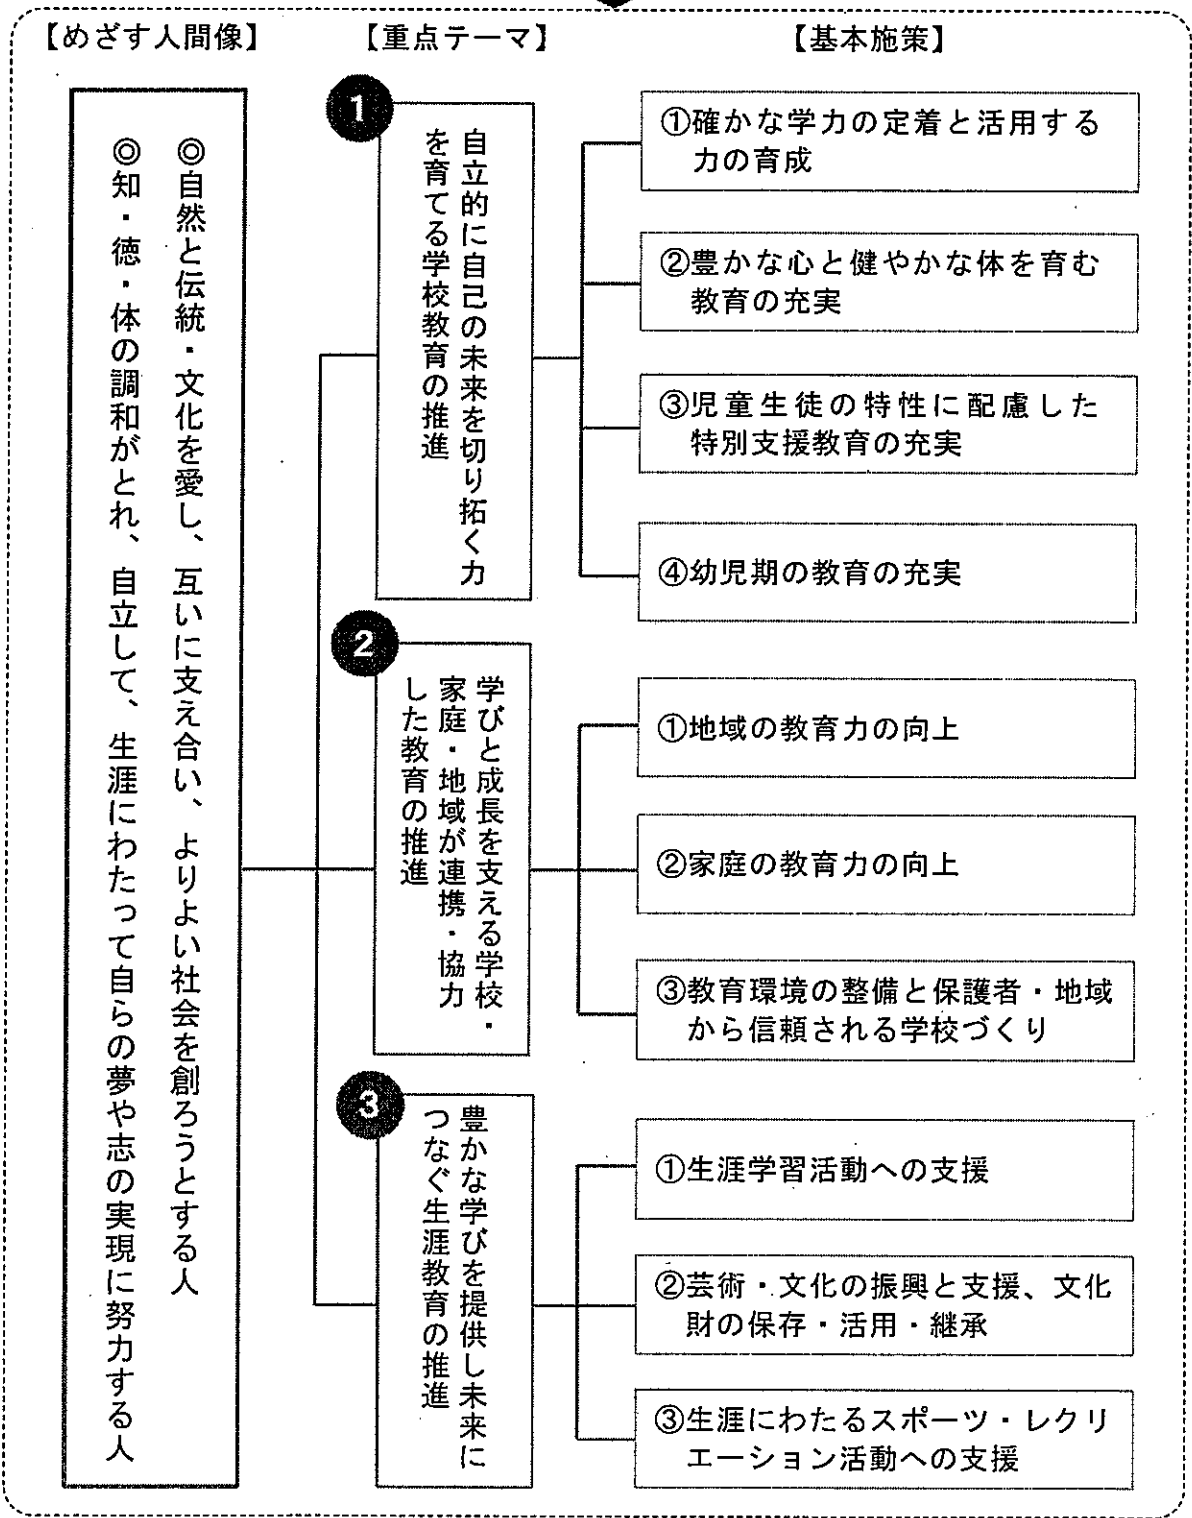 【めざす人間像】
【重点テーマ】
【基本施策】
◎自然と伝統・文化を愛し、互いに支え合い、よりよい社会を創ろうとする人
◎知・徳・体の調和がとれ、自立して、生涯にわたって自らの夢や志の実現に努力する人
1
自立的に自己の未来を切り拓く力
を育てる学校教育の推進
①確かな学力の定着と活用する
力の育成
②豊かな心と健やかな体を育む
教育の充実
③児童生徒の特性に配慮した
特別支援教育の充実
④幼児期の教育の充実
2
学びと成長を支える学校・
家庭・地域が連携・協力
した教育の推進
①地域の教育力の向上
②家庭の教育力の向上
③教育環境の整備と保護者・地域
から信頼される学校づくり
3
豊かな学びを提供し未来に
つなぐ生涯教育の推進
①生涯学習活動への支援
②芸術・文化の振興と支援、文化
財の保存・活用・継承
③生涯にわたるスポーツ・レクリ
エーション活動への支援